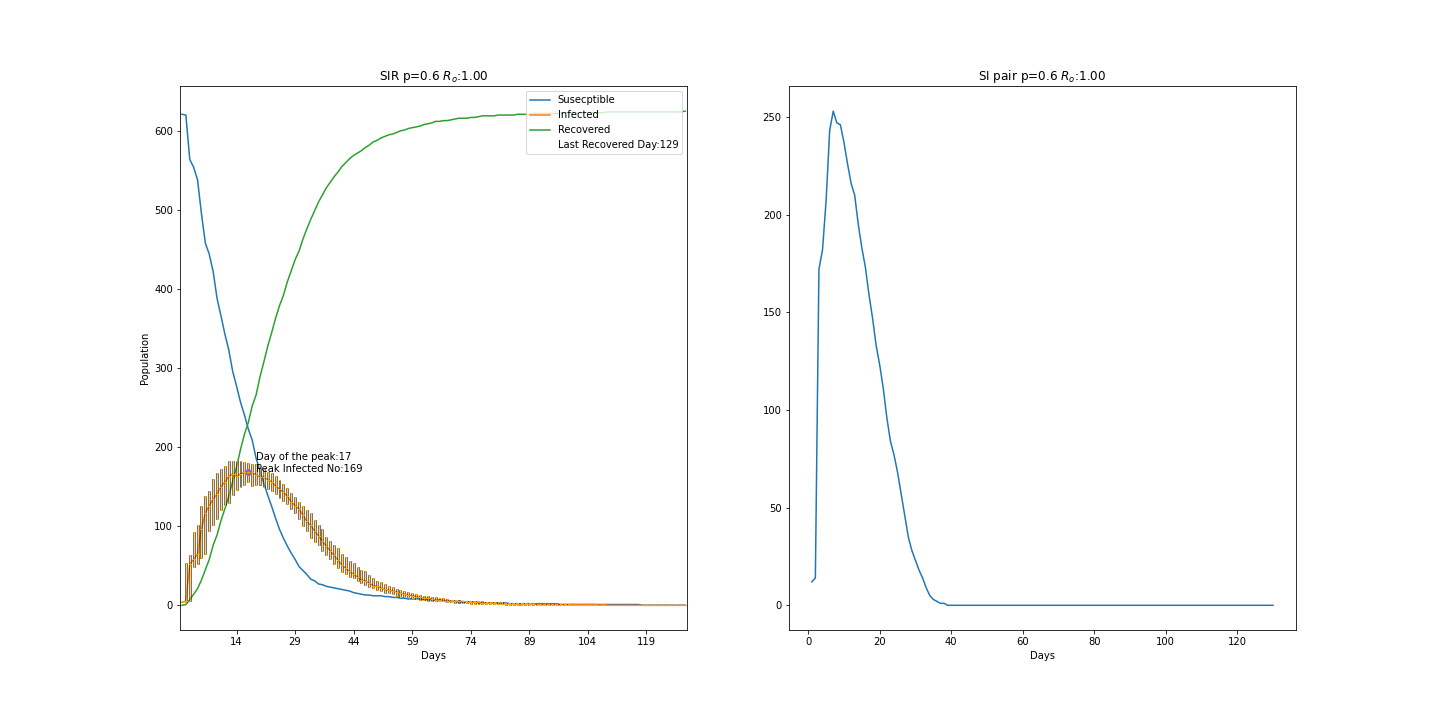 SIR p=0.6 Rₒ:1.00
Susecptible
Infected
Recovered
Last Recovered Day:129
Day of the peak:17
Peak Infected No:169
Population
600
500
400
300
200
100
0
14 29 44 59 74 89 104 119
Days
SI pair p=0.6 Rₒ:1.00
250
200
150
100
50
0
0 20 40 60 80 100 120
Days